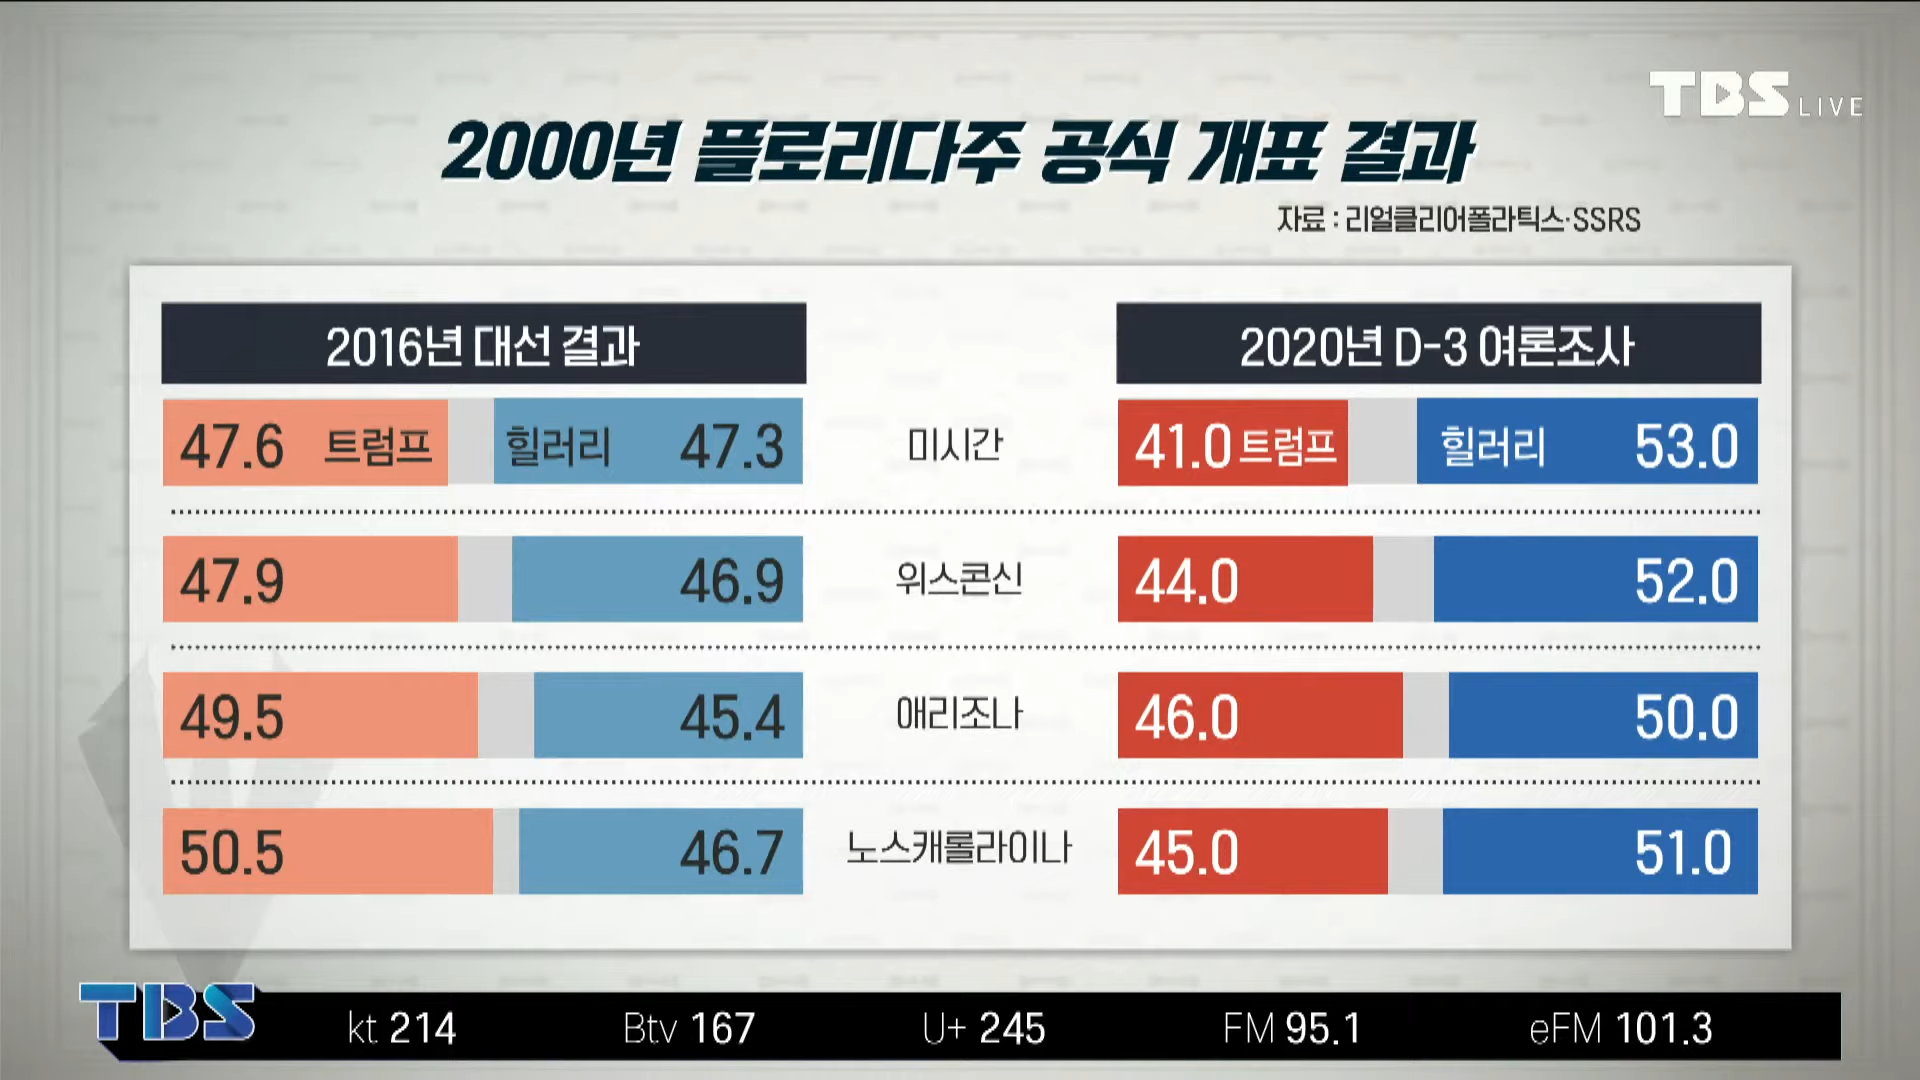 TBS LIVE
2000년 플로리다주 공식 개표 결과
자료 : 리얼클리어폴라틱스·SSRS
2016년 대선 결과
2020년 D-3 여론조사
47.6 트럼프 힐러리 47.3 미시간 41.0 트럼프 힐러리 53.0
47.9 46.9 위스콘신 44.0 52.0
49.5 45.4 애리조나 46.0 50.0
50.5 46.7 노스캐롤라이나 45.0 51.0
TBS kt 214 Btv 167 U+ 245 FM 95.1 eFM 101.3